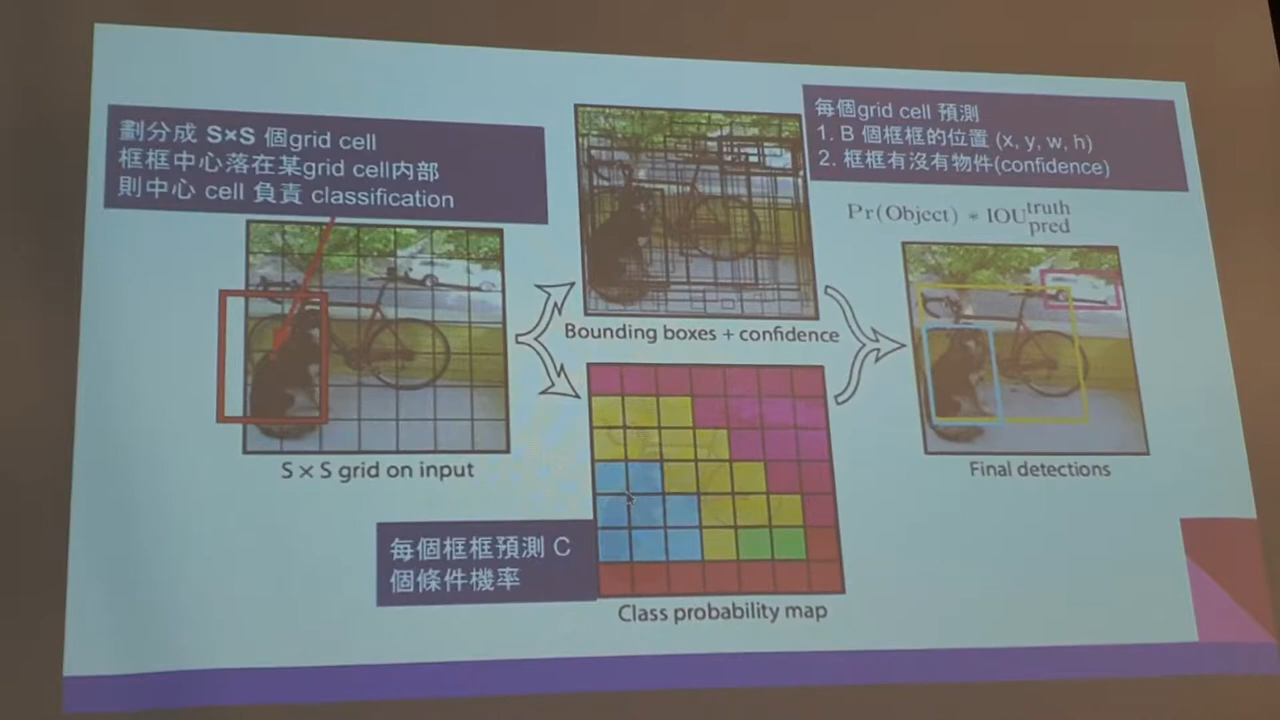 劃分成 S×S 個grid cell
框框中心落在某grid cell内部
則中心 cell 負責 classification
每個grid cell 預測
1. B 個框框的位置 (x, y, w, h)
2. 框框有沒有物件(confidence)
Pr(Object) * IOU truth pred
S × S grid on input
Bounding boxes + confidence
Final detections
每個框框預測 C
個條件機率
Class probability map